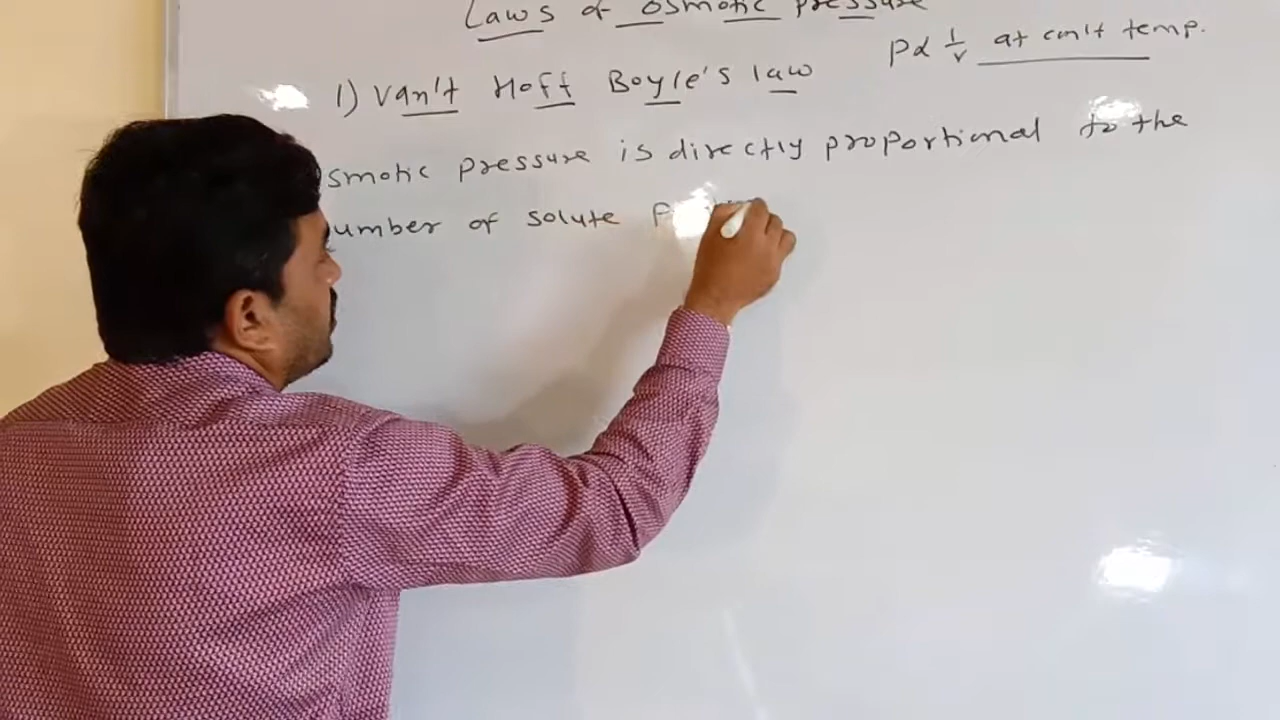 Laws of osmotic pressure
P∝ 1/v at cons't temp.
1) Van't Hoff Boyle's law
smotic pressure is directly proportional to the
umber of solute